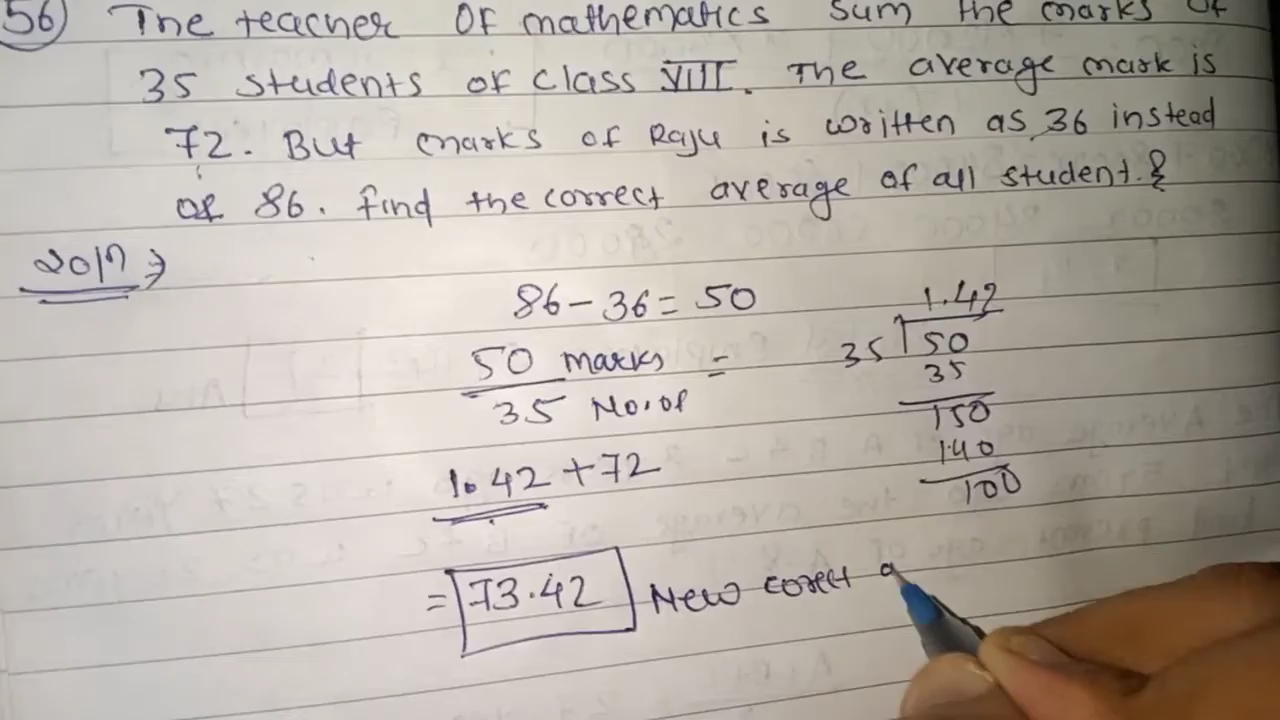 56 The teacher of mathematics sum the marks of
35 students of class VIII. The average mark is
72. But marks of Raju is written as 36 instead
of 86. find the correct average of all student.
2017 ⇒
86 - 36 = 50
50 marks =
35 No. of
1.42
35 50
35
150
140
100
1.42 + 72
= 73.42 New corect a